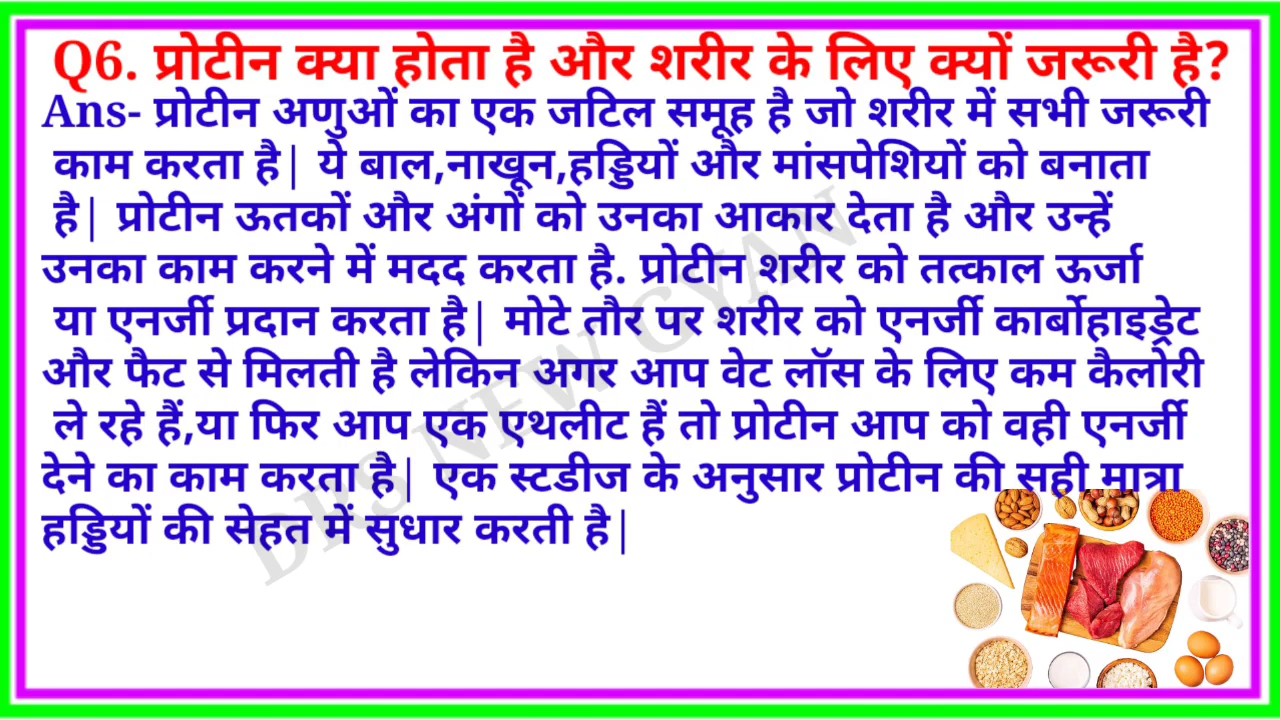 Q6. प्रोटीन क्या होता है और शरीर के लिए क्यों जरूरी है?
Ans- प्रोटीन अणुओं का एक जटिल समूह है जो शरीर में सभी जरूरी
काम करता है| ये बाल,नाखून,हड्डियों और मांसपेशियों को बनाता
है| प्रोटीन ऊतकों और अंगों को उनका आकार देता है और उन्हें
उनका काम करने में मदद करता है. प्रोटीन शरीर को तत्काल ऊर्जा
या एनर्जी प्रदान करता है| मोटे तौर पर शरीर को एनर्जी कार्बोहाइड्रेट
और फैट से मिलती है लेकिन अगर आप वेट लॉस के लिए कम कैलोरी
ले रहे हैं,या फिर आप एक एथलीट हैं तो प्रोटीन आप को वही एनर्जी
देने का काम करता है| एक स्टडीज के अनुसार प्रोटीन की सही मात्रा
हड्डियों की सेहत में सुधार करती है|
DRS NEW GYAN